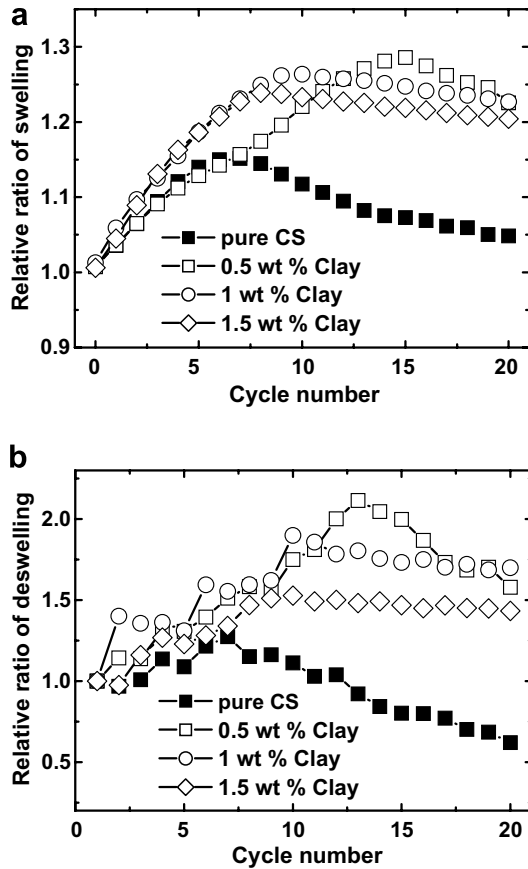 a
Relative ratio of swelling
1.3
1.2
1.1
1.0
0.9
pure CS
0.5 wt % Clay
1 wt % Clay
1.5 wt % Clay
0 5 10 15 20
Cycle number
b
Relative ratio of deswelling
2.0
1.5
1.0
0.5
pure CS
0.5 wt % Clay
1 wt % Clay
1.5 wt % Clay
0 5 10 15 20
Cycle number